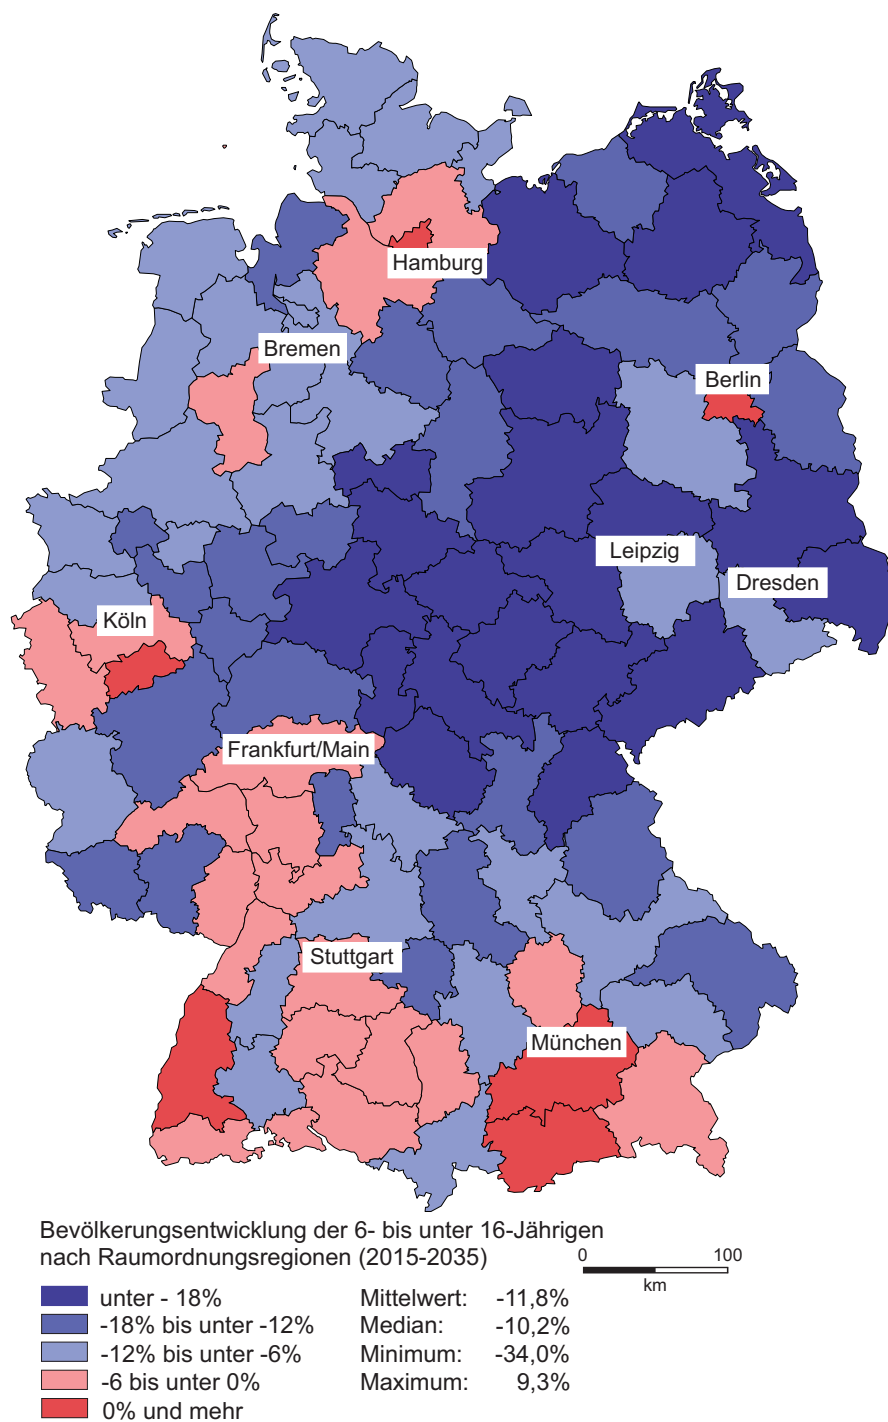 Hamburg
Bremen
Berlin
Leipzig
Dresden
Köln
Frankfurt/Main
Stuttgart
München
Bevölkerungsentwicklung der 6- bis unter 16-Jährigen
nach Raumordnungsregionen (2015-2035)
0 100
km
unter - 18% Mittelwert: -11,8%
-18% bis unter -12% Median: -10,2%
-12% bis unter -6% Minimum: -34,0%
-6 bis unter 0% Maximum: 9,3%
0% und mehr